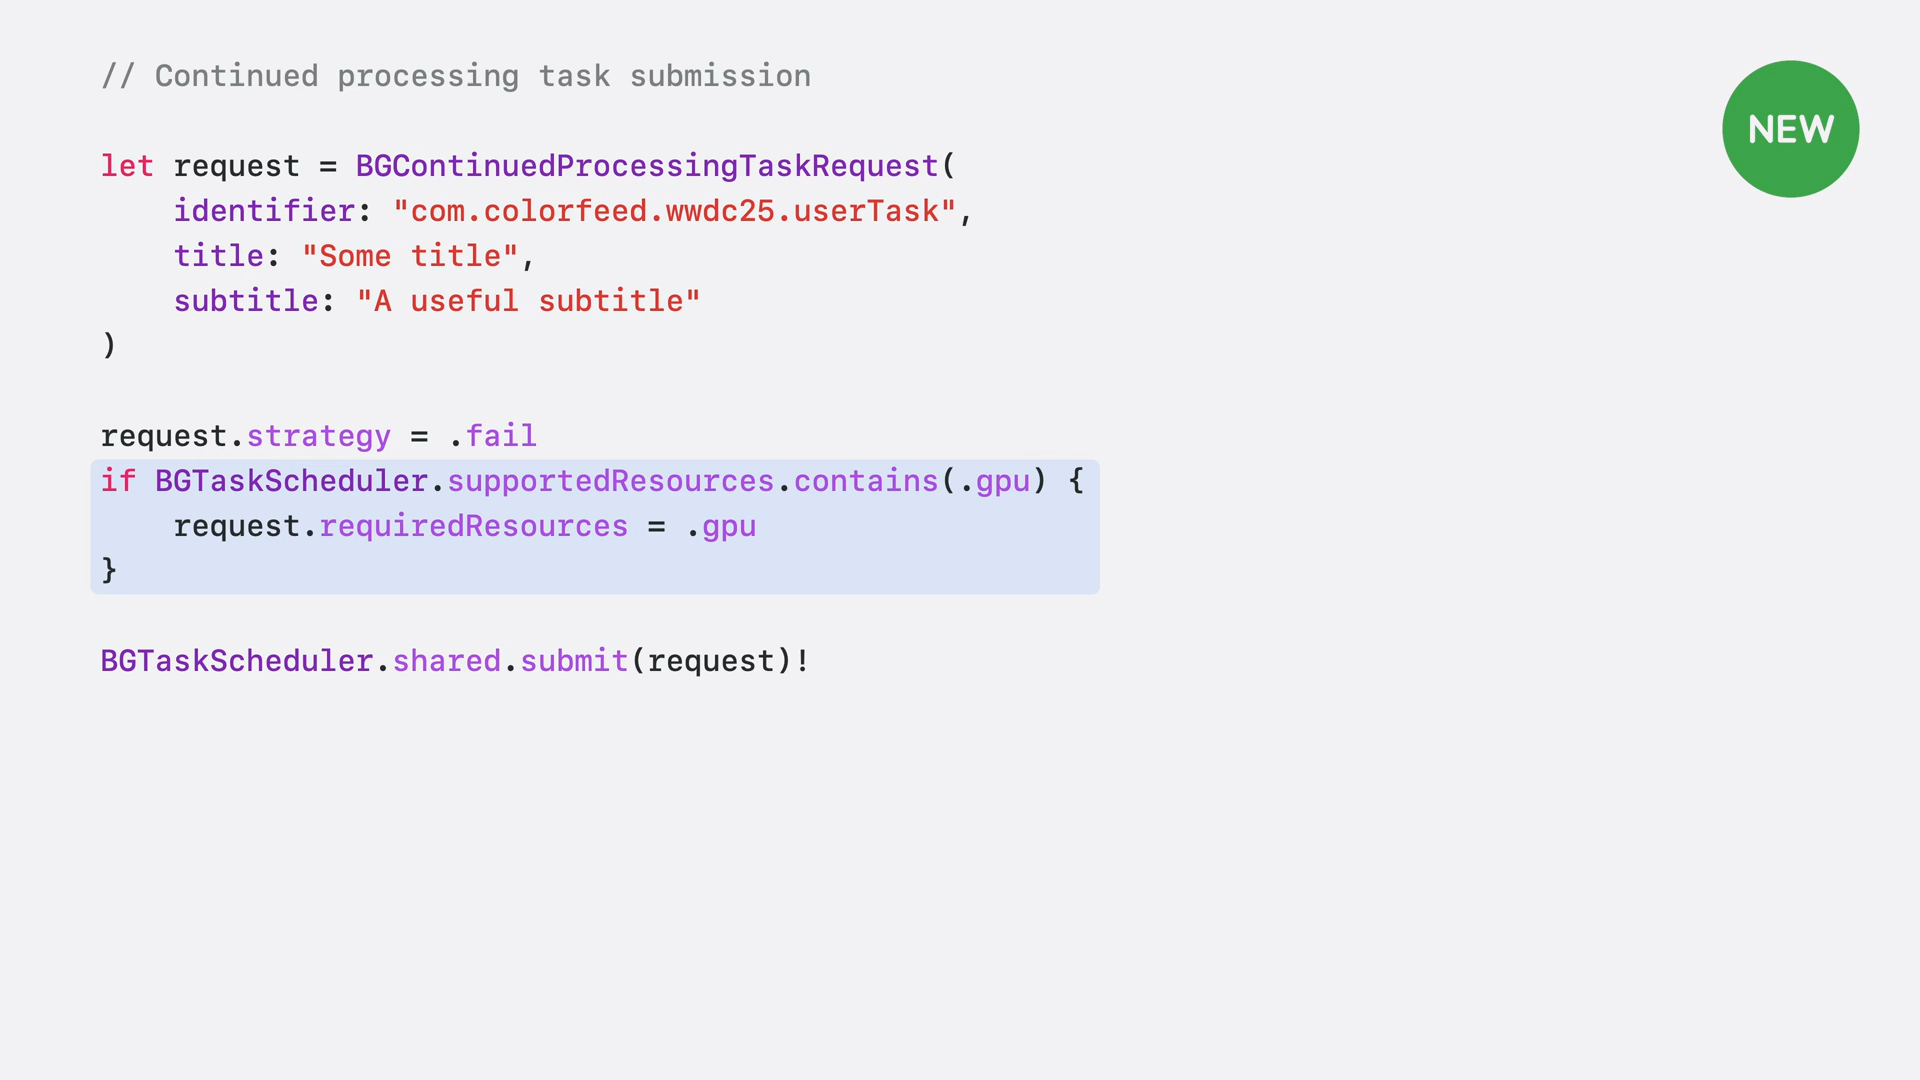 // Continued processing task submission
NEW
let request = BGContinuedProcessingTaskRequest(
    identifier: "com.colorfeed.wwdc25.userTask",
    title: "Some title",
    subtitle: "A useful subtitle"
)
request.strategy = .fail
if BGTaskScheduler.supportedResources.contains(.gpu) {
    request.requiredResources = .gpu
}
BGTaskScheduler.shared.submit(request)!